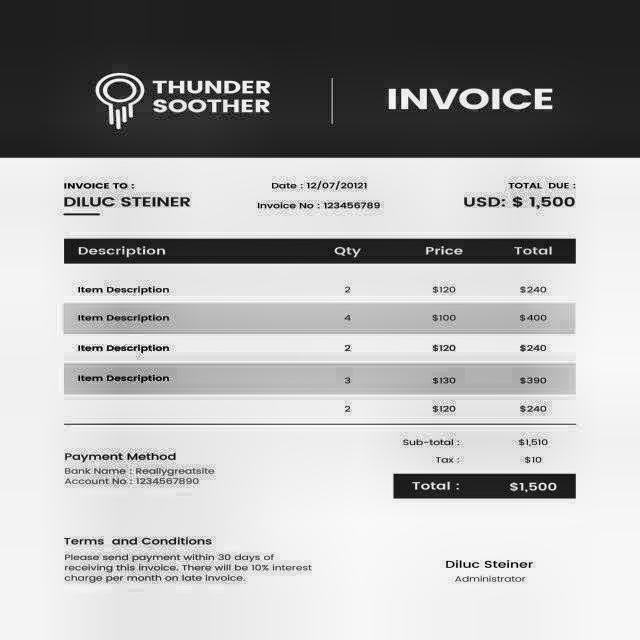 THUNDER
SOOTHER
INVOICE
INVOICE TO :
DILUC STEINER
Date : 12/07/20121
Invoice No : 123456789
TOTAL DUE :
USD: $ 1,500
Description Qty Price Total
Item Description 2 $120 $240
Item Description 4 $100 $400
Item Description 2 $120 $240
Item Description 3 $130 $390
2 $120 $240
Sub-total : $1,510
Tax : $10
Total : $1,500
Payment Method
Bank Name : Reallygreatsite
Account No : 1234567890
Terms and Conditions
Please send payment within 30 days of
receiving this invoice. There will be 10% interest
charge per month on late invoice.
Diluc Steiner
Administrator